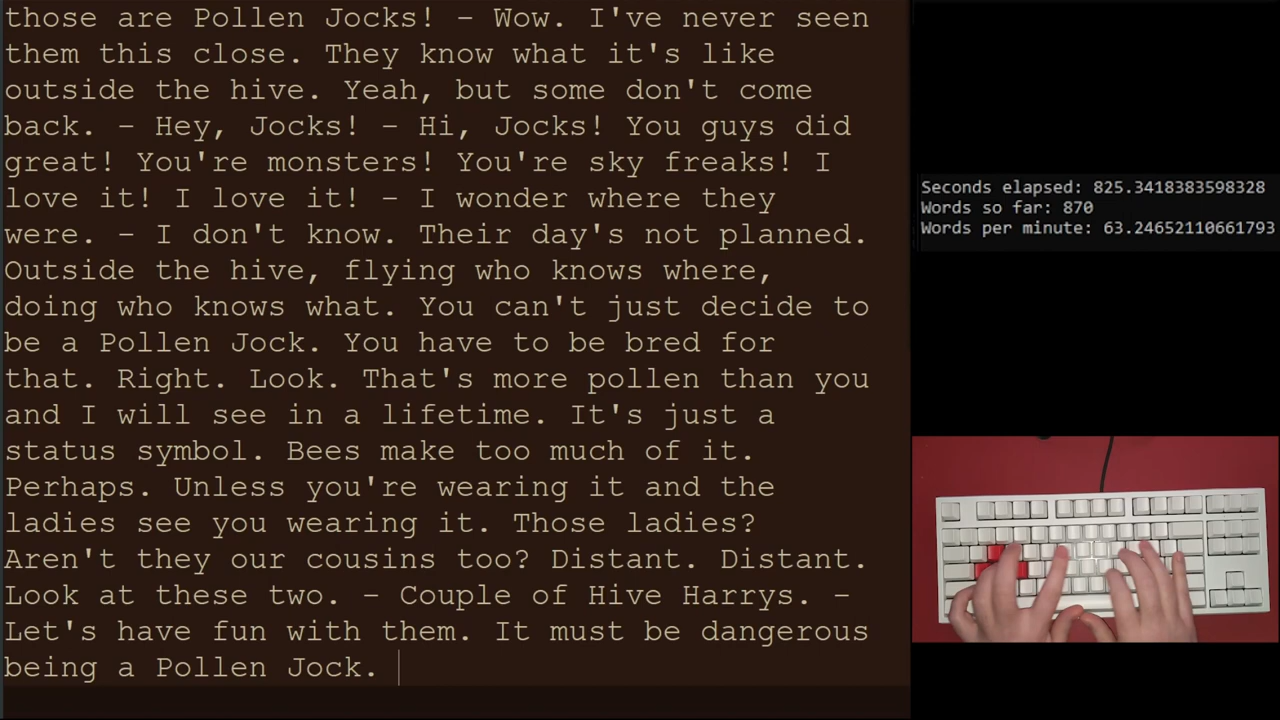 those are Pollen Jocks! - Wow. I've never seen
them this close. They know what it's like
outside the hive. Yeah, but some don't come
back. - Hey, Jocks! - Hi, Jocks! You guys did
great! You're monsters! You're sky freaks! I
love it! I love it! - I wonder where they
were. - I don't know. Their day's not planned.
Outside the hive, flying who knows where,
doing who knows what. You can't just decide to
be a Pollen Jock. You have to be bred for
that. Right. Look. That's more pollen than you
and I will see in a lifetime. It's just a
status symbol. Bees make too much of it.
Perhaps. Unless you're wearing it and the
ladies see you wearing it. Those ladies?
Aren't they our cousins too? Distant. Distant.
Look at these two. - Couple of Hive Harrys. -
Let's have fun with them. It must be dangerous
being a Pollen Jock.
Seconds elapsed: 825.3418383598328
Words so far: 870
Words per minute: 63.24652110661793